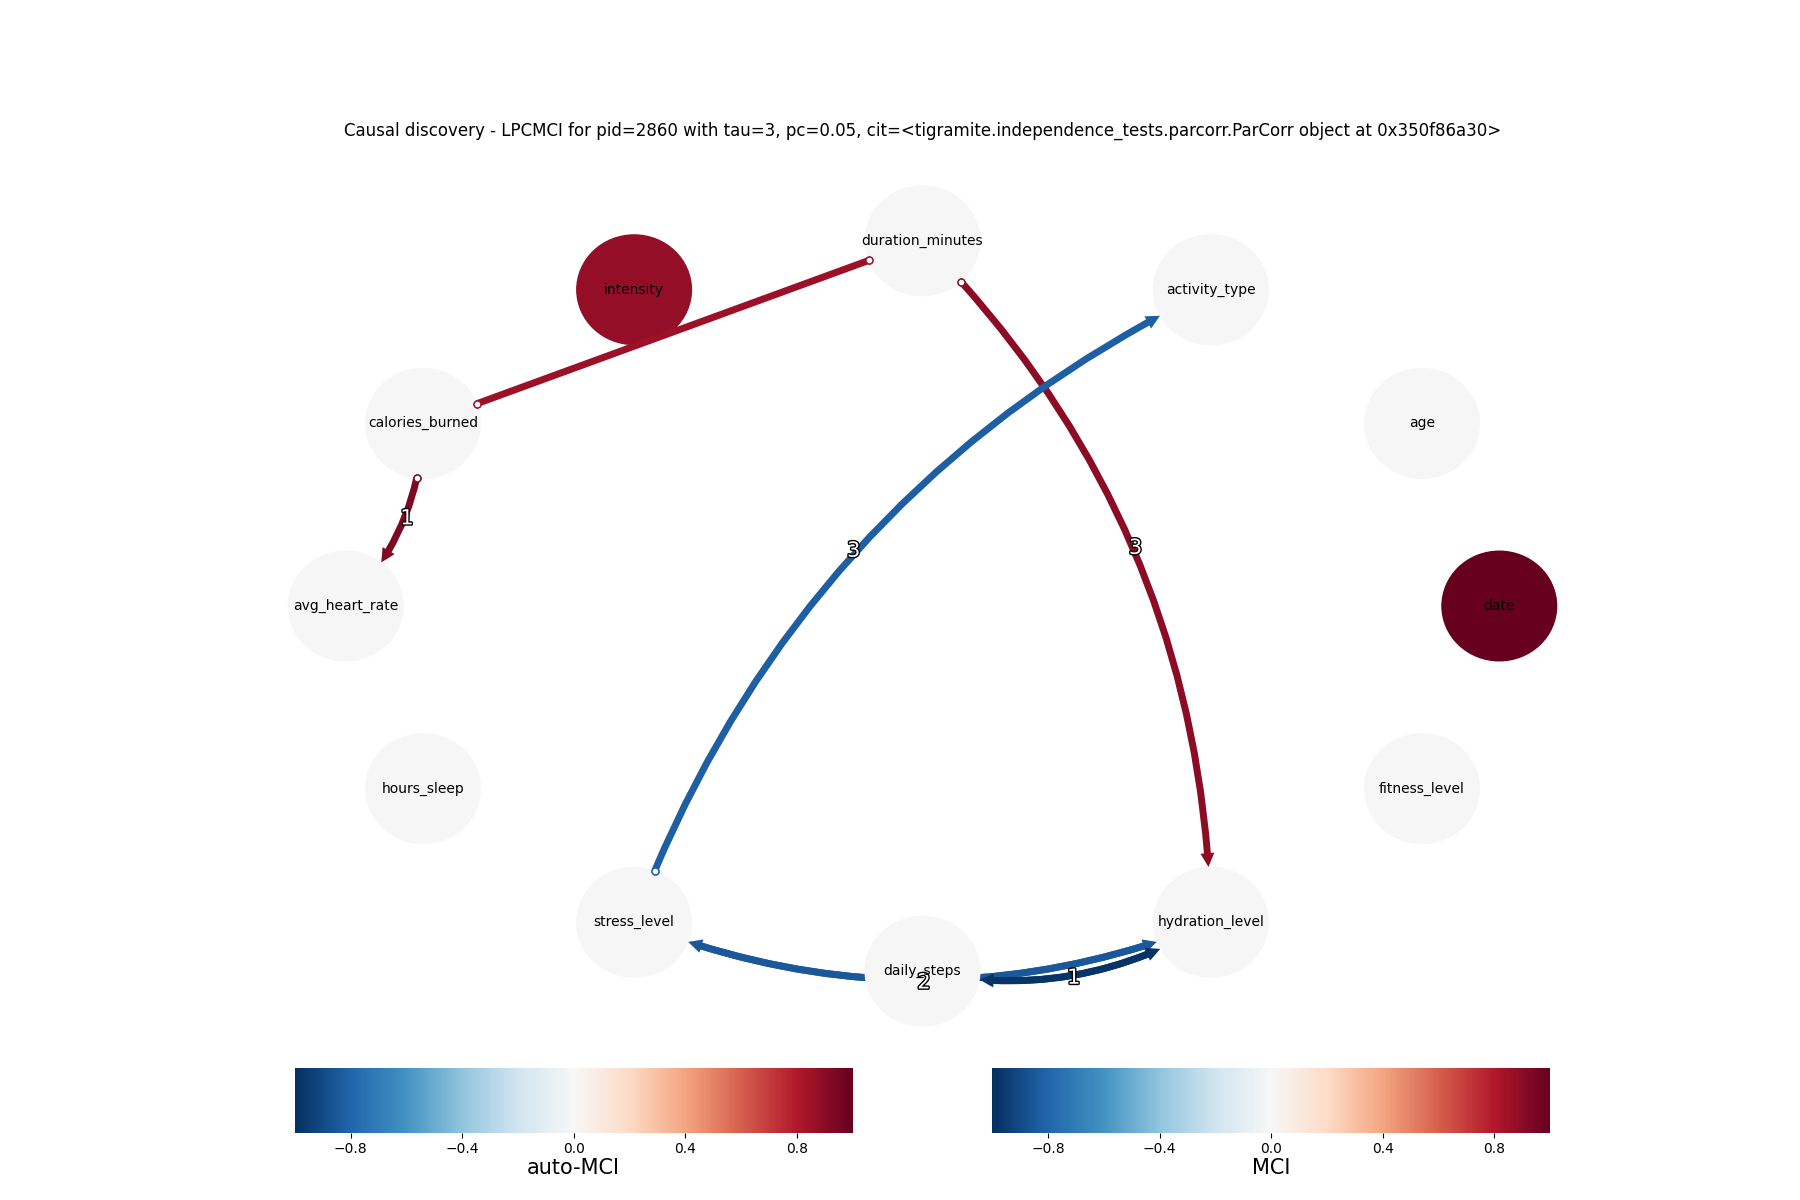 Causal discovery - LPCMCI for pid=2860 with tau=3, pc=0.05, cit=<tigramite.independence_tests.parcorr.ParCorr object at 0x350f86a30>
duration_minutes
intensity
activity_type
calories_burned
age
1
3
3
avg_heart_rate
date
hours_sleep
fitness_level
stress_level
hydration_level
daily_steps
2
1
−0.8 −0.4 0.0 0.4 0.8
auto-MCI
−0.8 −0.4 0.0 0.4 0.8
MCI